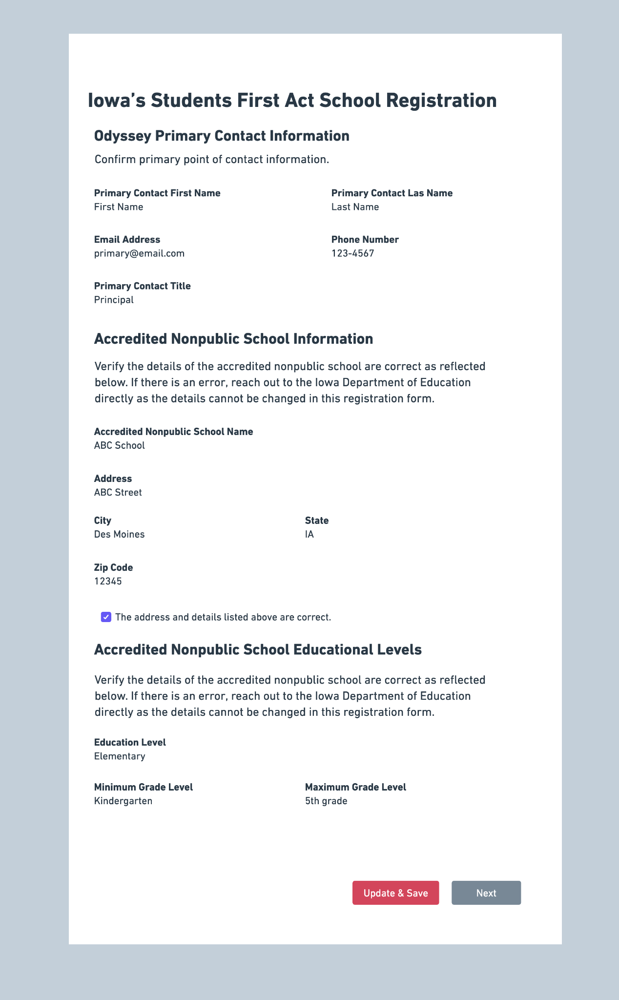 Iowa’s Students First Act School Registration
Odyssey Primary Contact Information
Confirm primary point of contact information.
Primary Contact First Name
First Name
Primary Contact Las Name
Last Name
Email Address
primary@email.com
Phone Number
123-4567
Primary Contact Title
Principal
Accredited Nonpublic School Information
Verify the details of the accredited nonpublic school are correct as reflected
below. If there is an error, reach out to the Iowa Department of Education
directly as the details cannot be changed in this registration form.
Accredited Nonpublic School Name
ABC School
Address
ABC Street
City
Des Moines
State
IA
Zip Code
12345
The address and details listed above are correct.
Accredited Nonpublic School Educational Levels
Verify the details of the accredited nonpublic school are correct as reflected
below. If there is an error, reach out to the Iowa Department of Education
directly as the details cannot be changed in this registration form.
Education Level
Elementary
Minimum Grade Level
Kindergarten
Maximum Grade Level
5th grade
Update & Save
Next